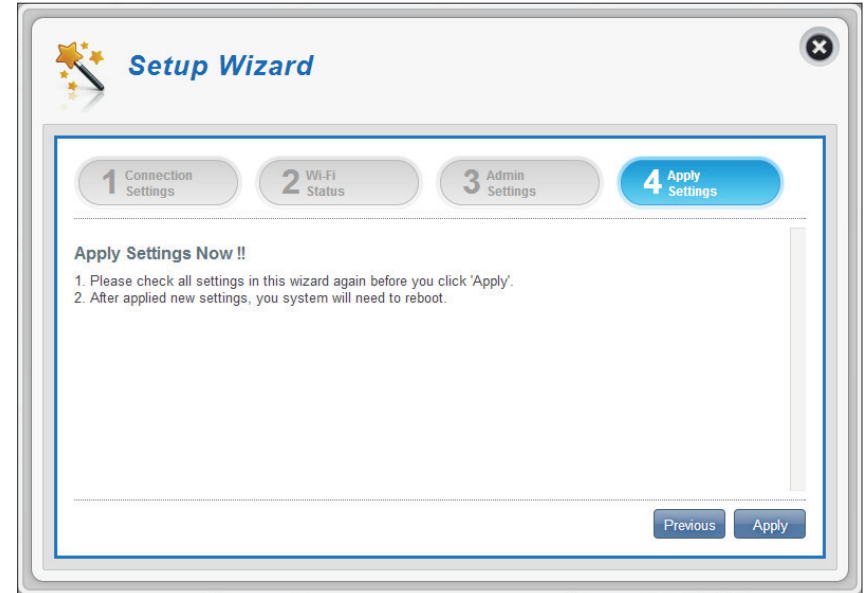 Setup Wizard
1 Connection
Settings
2 Wi-Fi
Status
3 Admin
Settings
4 Apply
Settings
Apply Settings Now !!
1. Please check all settings in this wizard again before you click 'Apply'.
2. After applied new settings, you system will need to reboot.
Previous
Apply